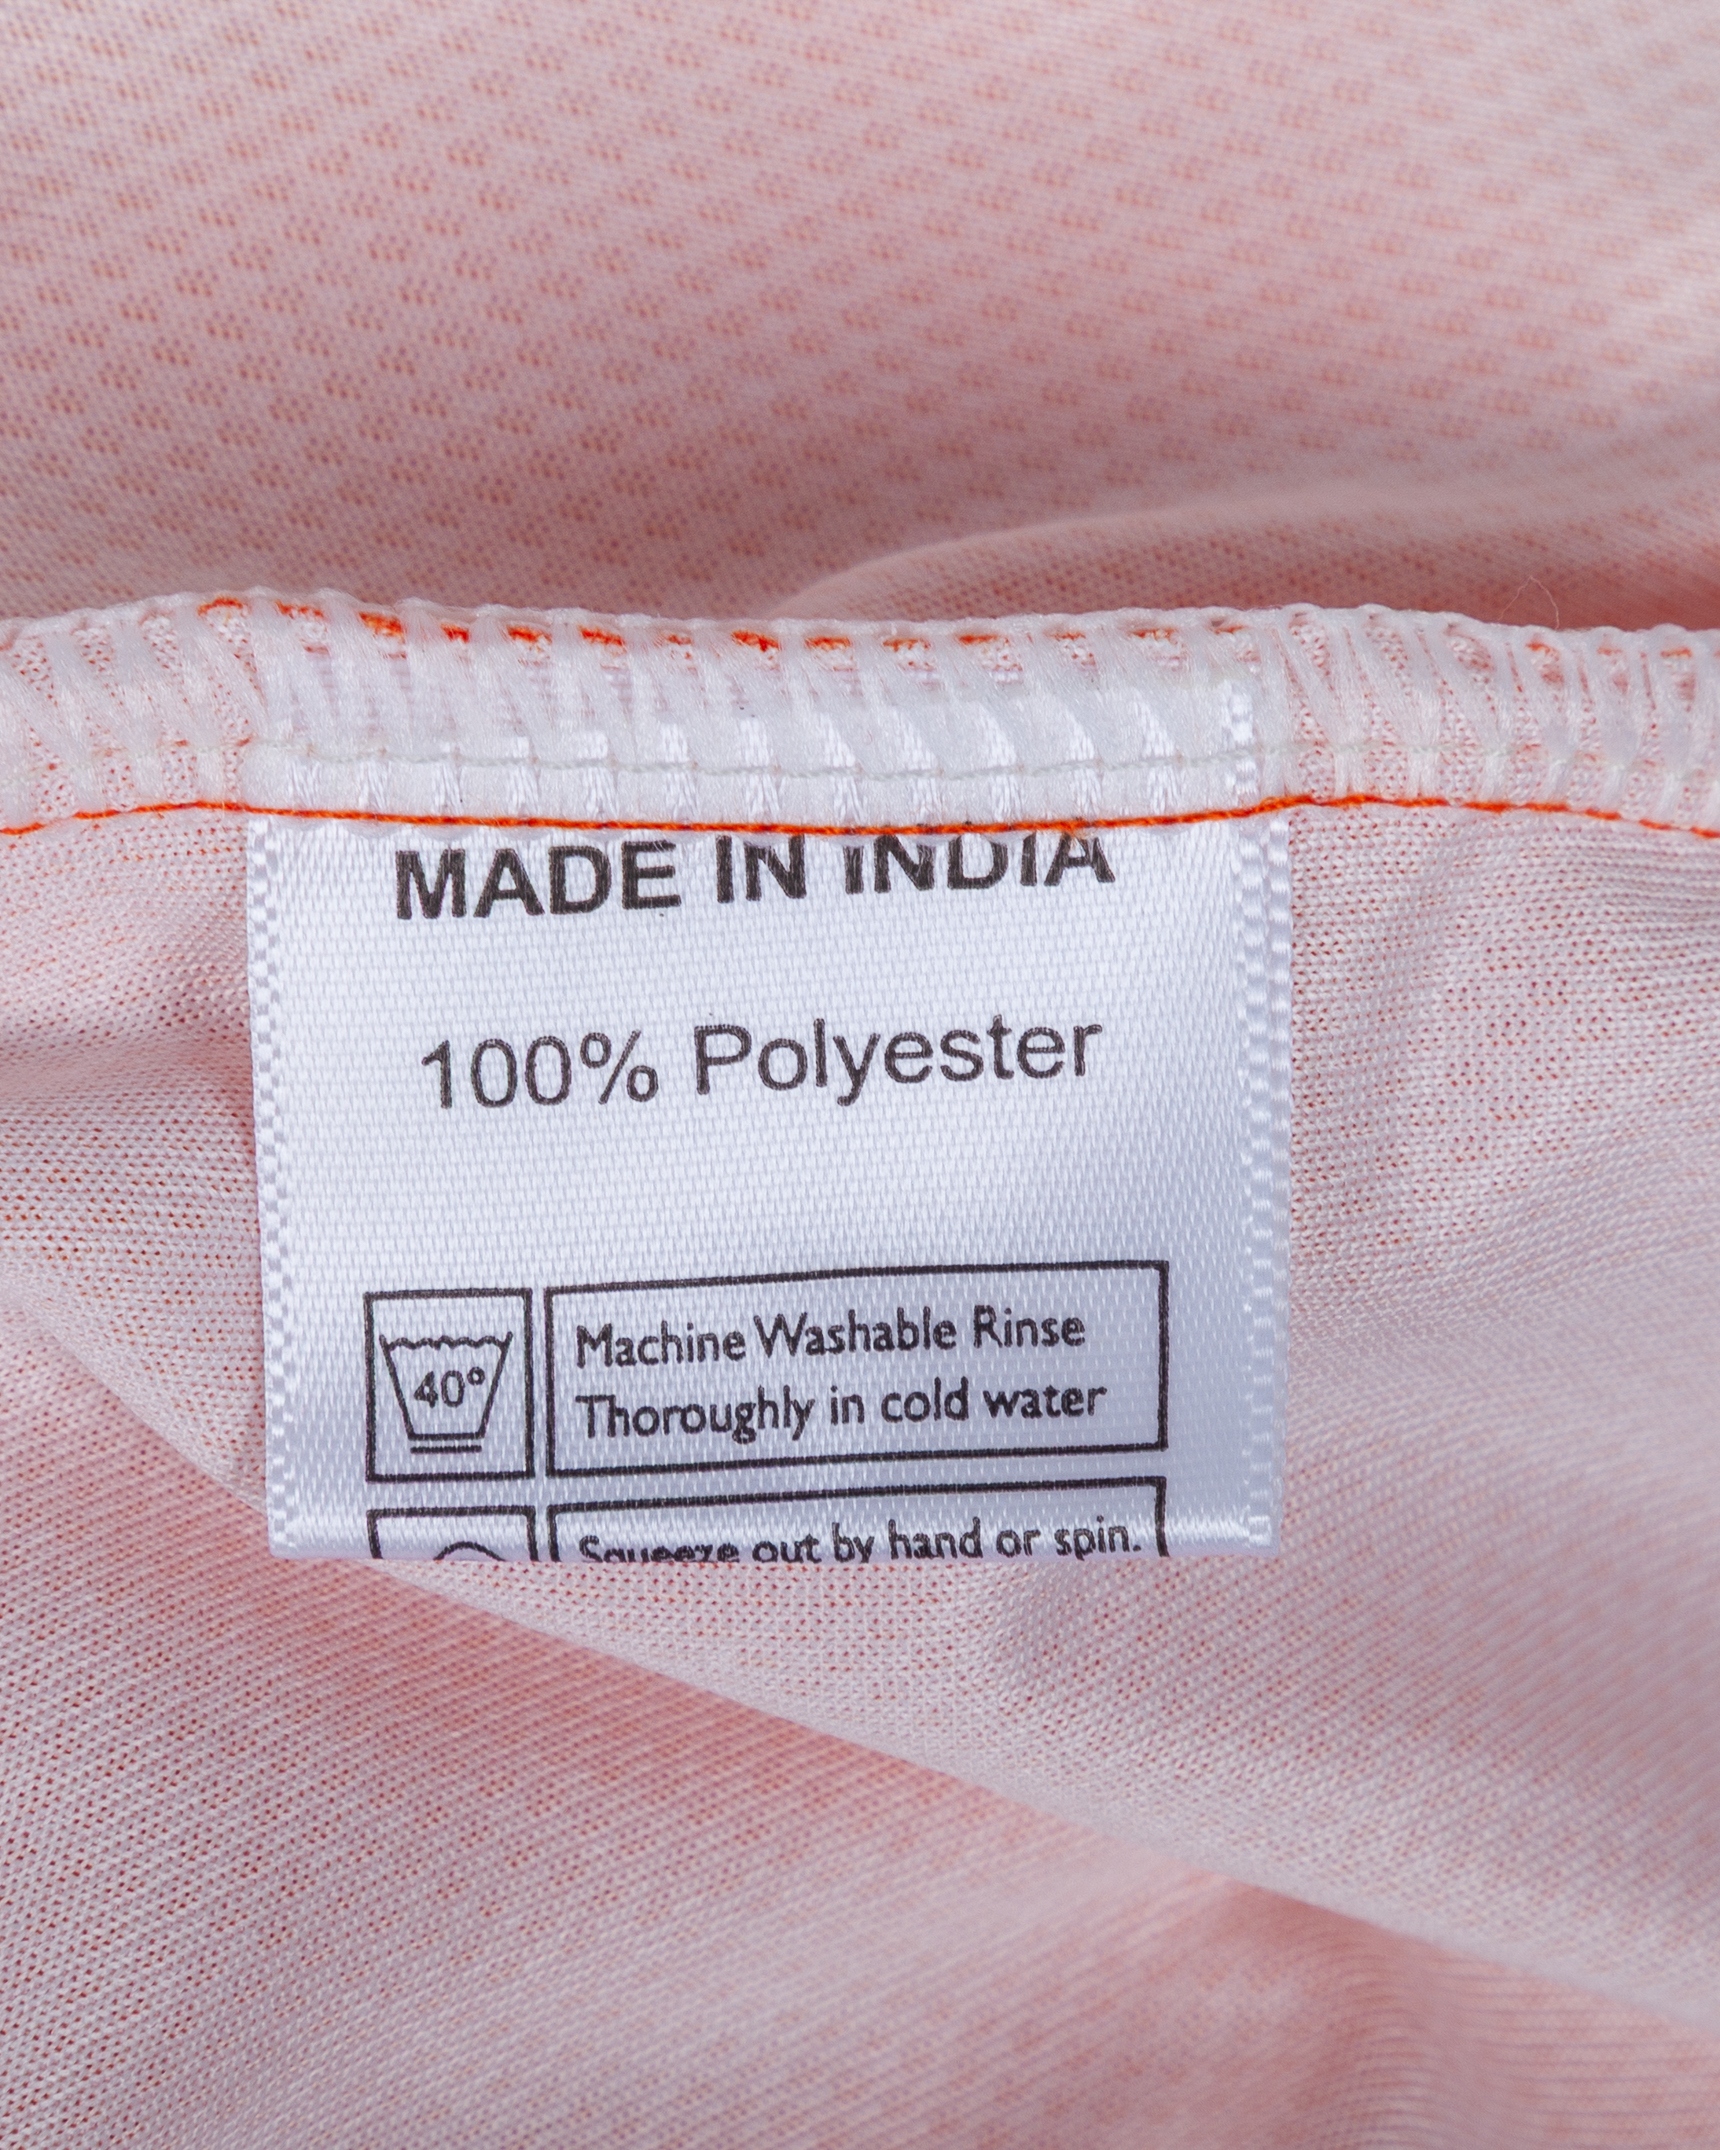 MADE IN INDIA
100% Polyester
40°
Machine Washable Rinse
Thoroughly in cold water
Squeeze out by hand or spin.